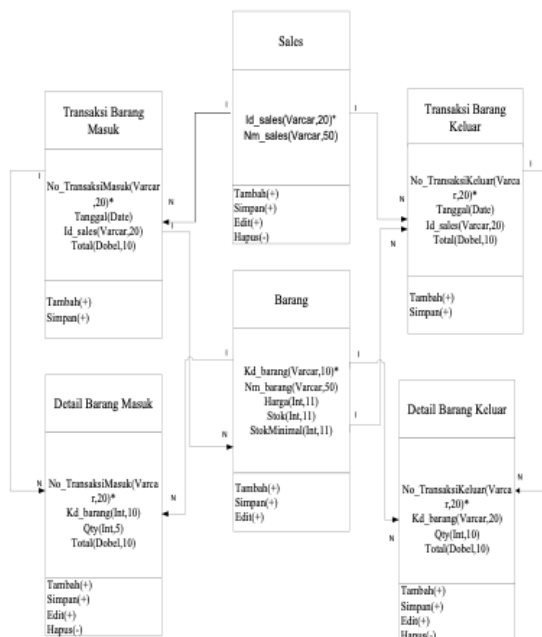 Sales
Id_sales(Varcar,20)*
Nm_sales(Varcar,50)
Tambah(+)
Simpan(+)
Edit(+)
Hapus(-)
Transaksi Barang
Masuk
No_TransaksiMasuk(Varcar
,20)*
Tanggal(Date)
Id_sales(Varcar,20)
Total(Dobel,10)
Tambah(+)
Simpan(+)
Transaksi Barang
Keluar
No_TransaksiKeluar(Varca
r,20)*
Tanggal(Date)
Id_sales(Varcar,20)
Total(Dobel,10)
Tambah(+)
Simpan(+)
Barang
Kd_barang(Varcar,10)*
Nm_barang(Varcar,50)
Harga(Int,11)
Stok(Int,11)
StokMinimal(Int,11)
Tambah(+)
Simpan(+)
Edit(+)
Detail Barang Masuk
No_TransaksiMasuk(Varca
r,20)*
Kd_barang(Int,10)
Qty(Int,5)
Total(Dobel,10)
Tambah(+)
Simpan(+)
Edit(+)
Hapus(-)
Detail Barang Keluar
No_TransaksiKeluar(Varca
r,20)*
Kd_barang(Varcar,20)
Qty(Int,10)
Total(Dobel,10)
Tambah(+)
Simpan(+)
Edit(+)
Hapus(-)
I
I
I
I
N
N
I
N
I
I
I
N
N
N
N
N